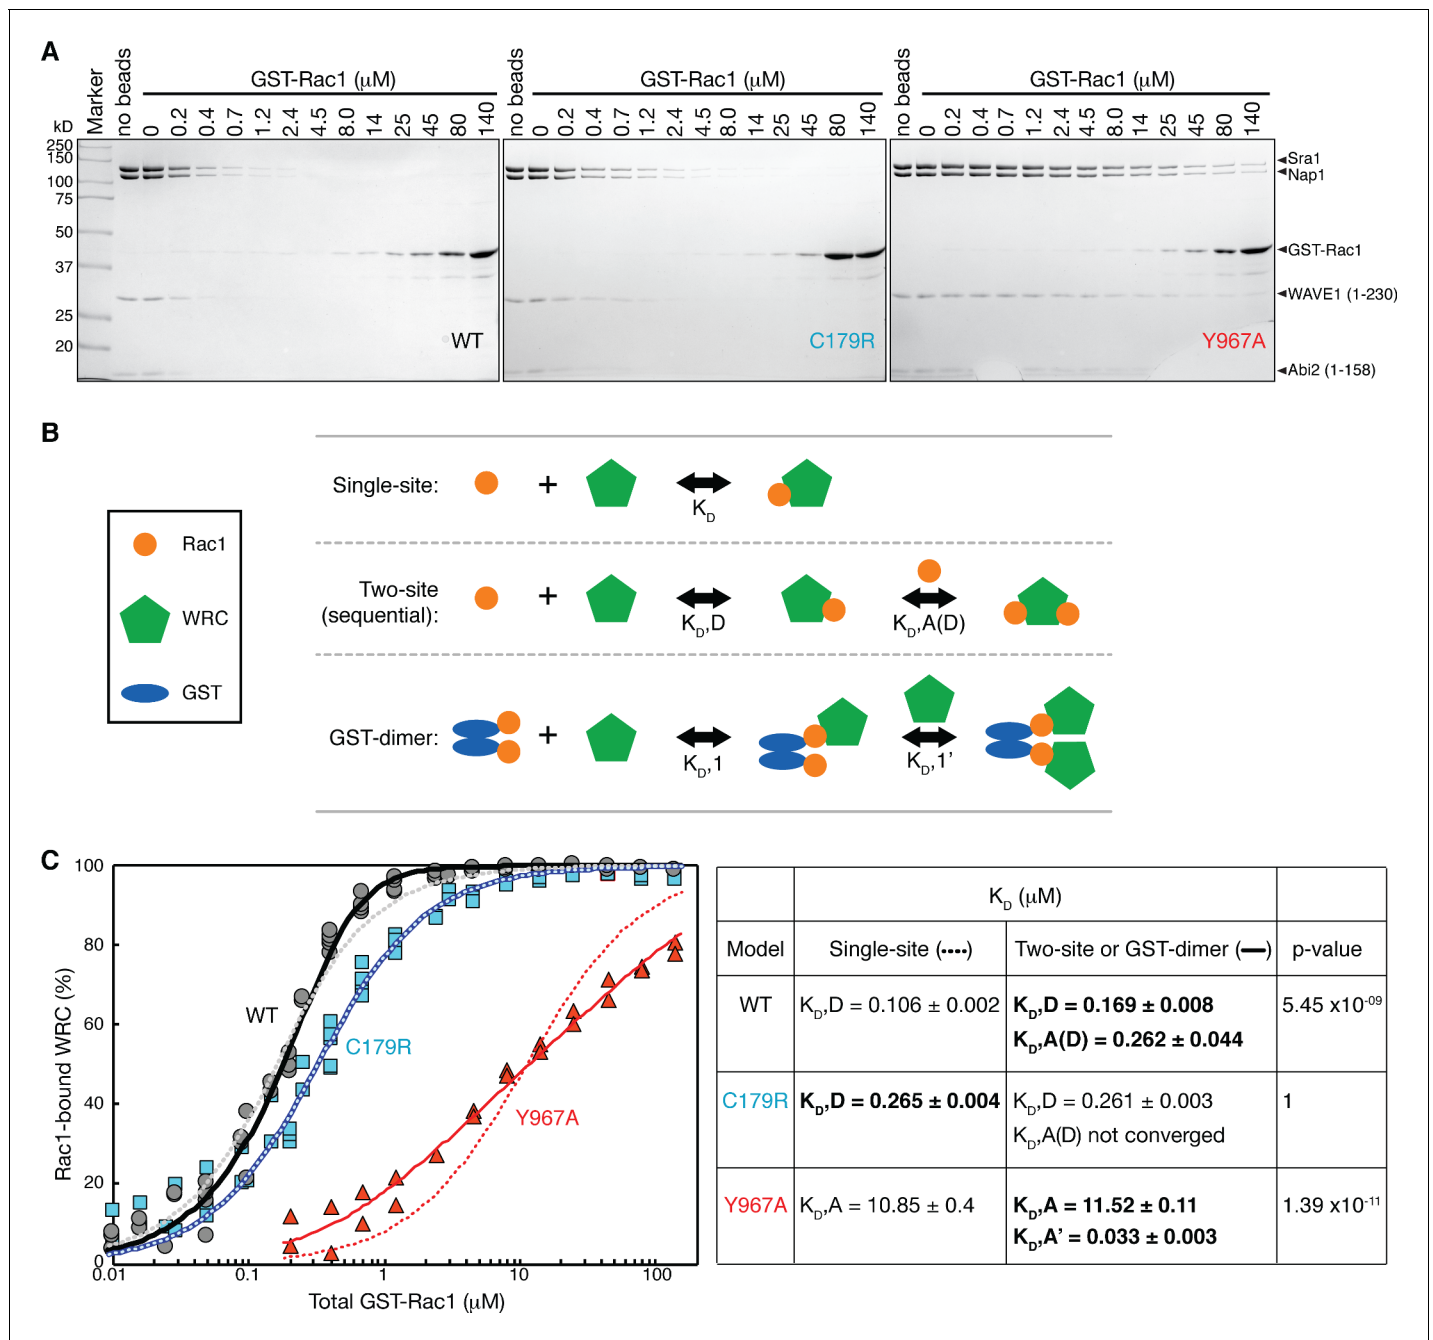 A
Marker
no beads
GST-Rac1 (μM)
0 0.2 0.4 0.7 1.2 2.4 4.5 8.0 14 25 45 80 140
no beads
GST-Rac1 (μM)
0 0.2 0.4 0.7 1.2 2.4 4.5 8.0 14 25 45 80 140
no beads
GST-Rac1 (μM)
0 0.2 0.4 0.7 1.2 2.4 4.5 8.0 14 25 45 80 140
kD
250
150
100
75
50
37
25
20
WT
C179R
Y967A
Sra1
Nap1
GST-Rac1
WAVE1 (1-230)
Abi2 (1-158)
B
Rac1
WRC
GST
Single-site: + K_D
Two-site
(sequential): + K_D,D K_D,A(D)
GST-dimer: + K_D,1 K_D,1'
C
Rac1-bound WRC (%)
100
80
60
40
20
0
0.01 0.1 1 10 100
Total GST-Rac1 (μM)
WT
C179R
Y967A
K_D (μM)
Model Single-site (----) Two-site or GST-dimer (—) p-value
WT K_D,D = 0.106 ± 0.002 K_D,D = 0.169 ± 0.008 5.45 x10^-09
K_D,A(D) = 0.262 ± 0.044
C179R K_D,D = 0.265 ± 0.004 K_D,D = 0.261 ± 0.003 1
K_D,A(D) not converged
Y967A K_D,A = 10.85 ± 0.4 K_D,A = 11.52 ± 0.11 1.39 x10^-11
K_D,A' = 0.033 ± 0.003